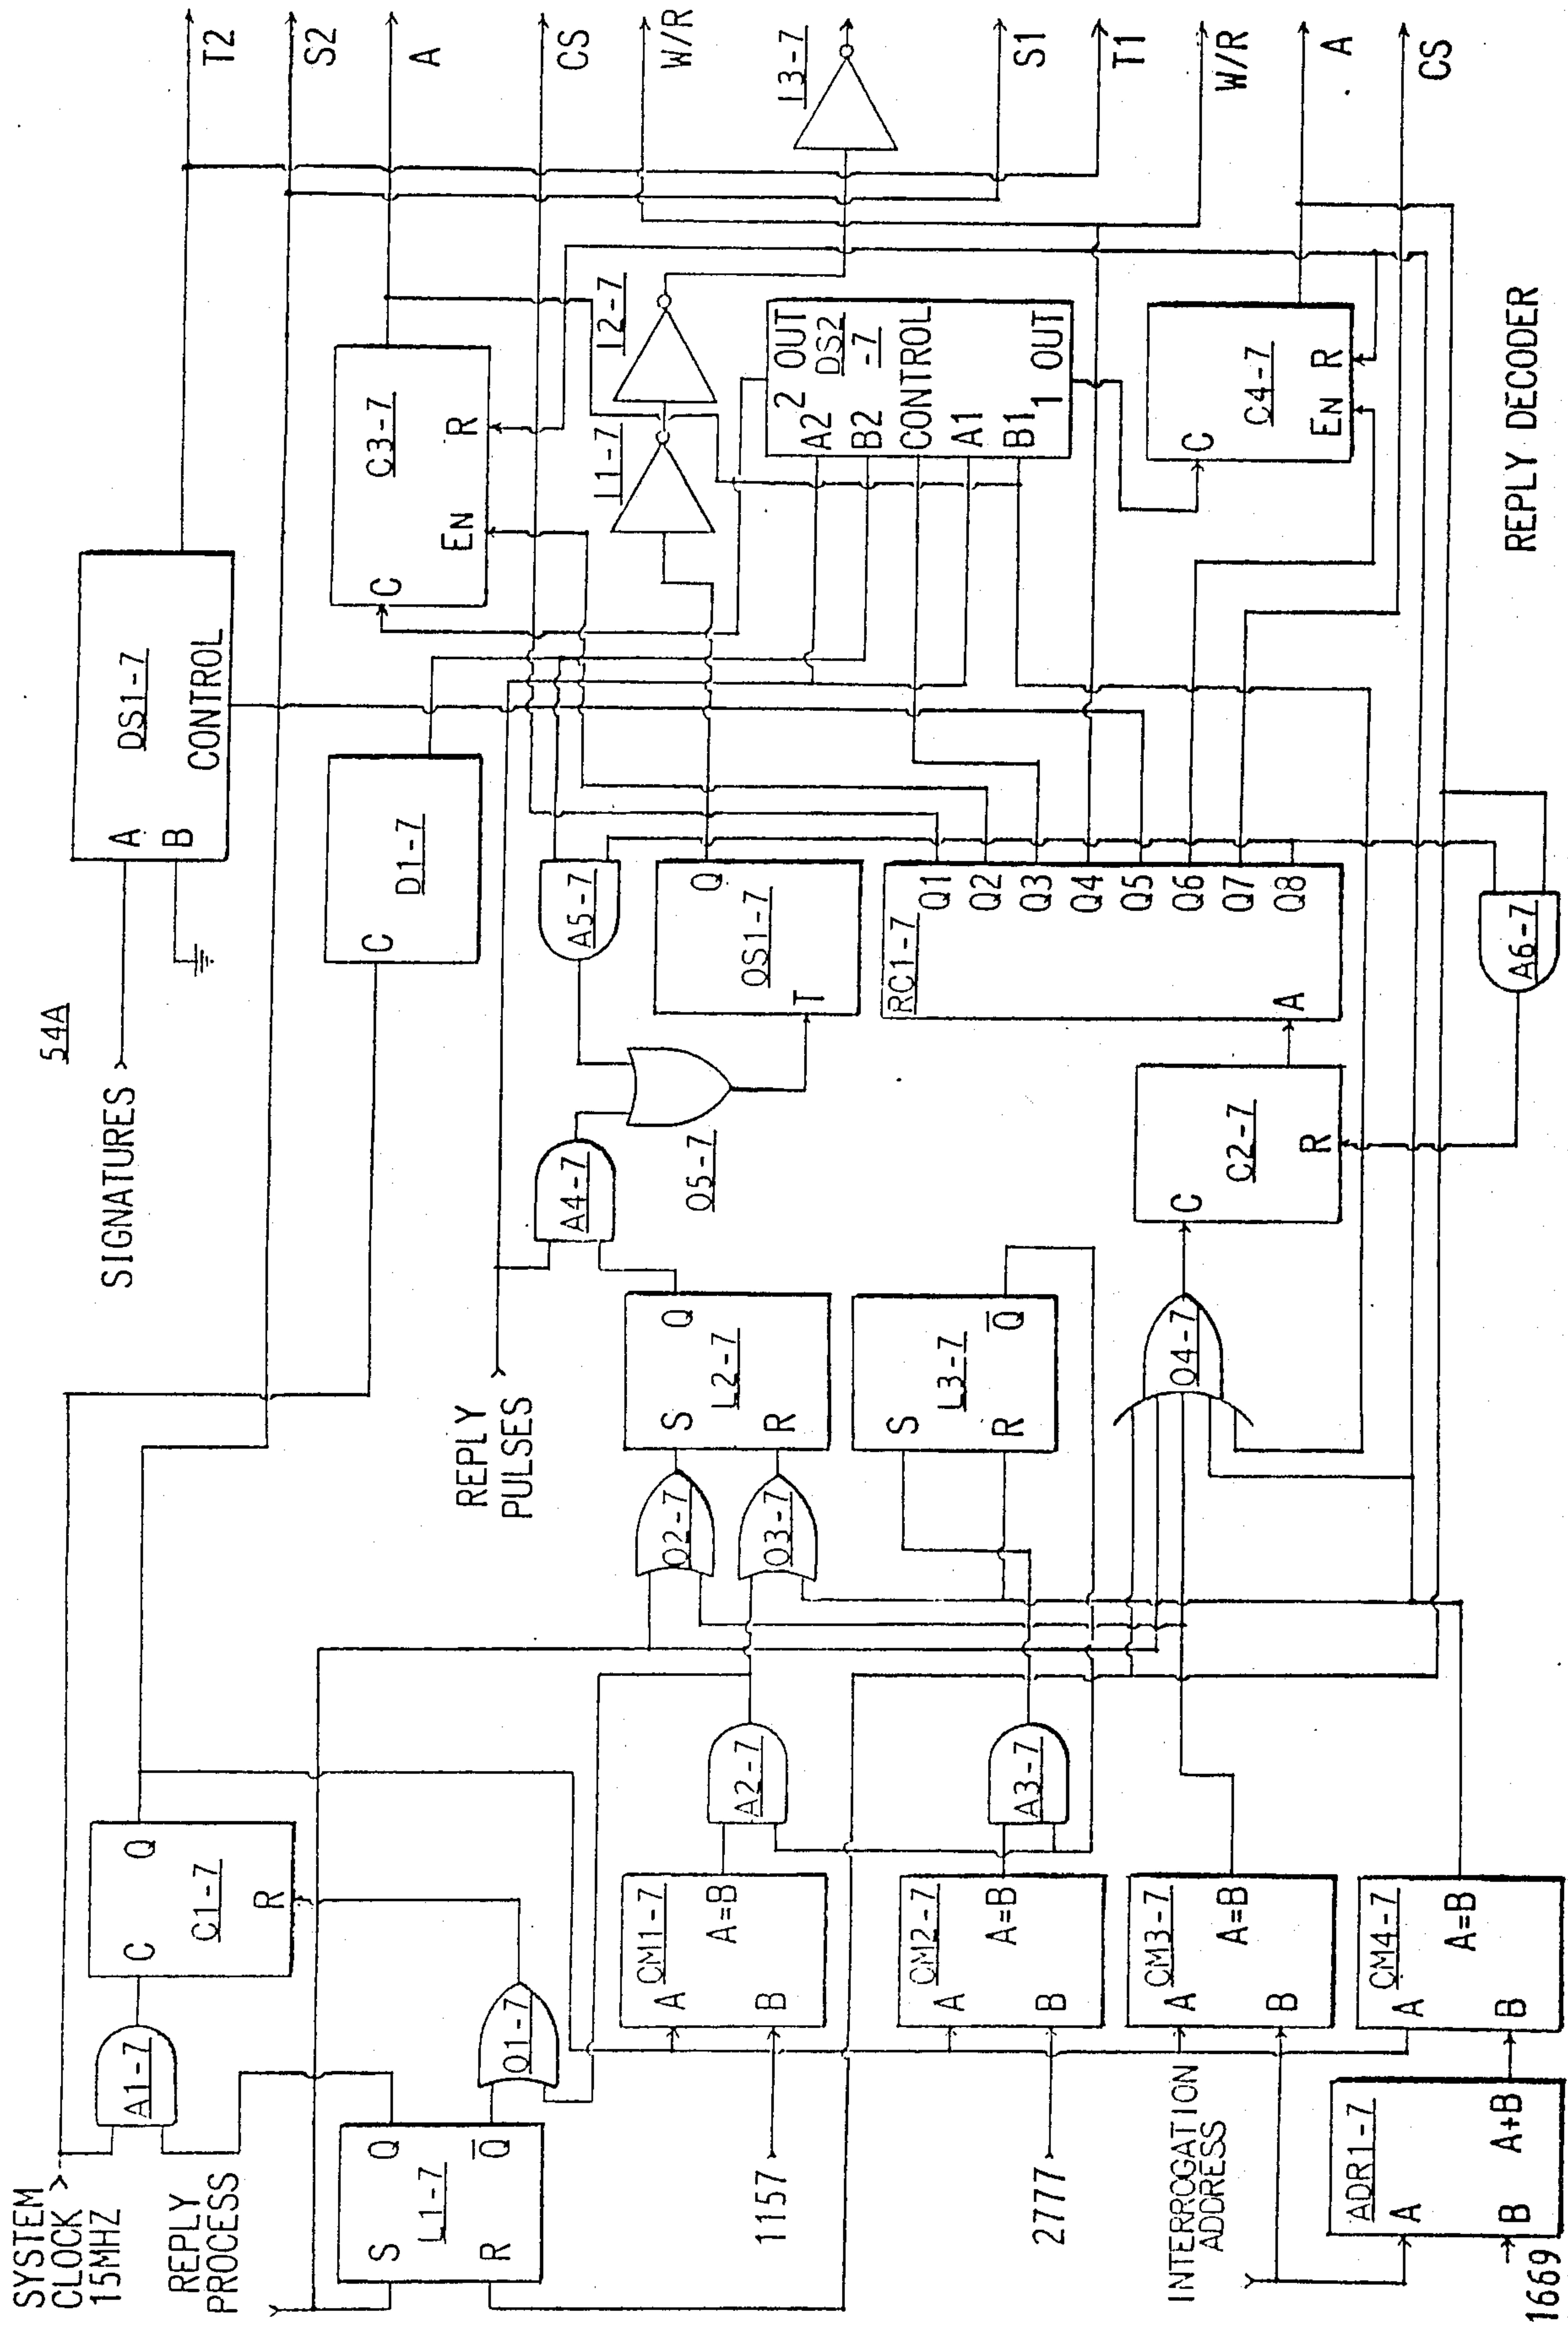 54A
SYSTEM
CLOCK
15MHZ
REPLY
PROCESS
A1-7
C
Q
C1-7
R
SIGNATURES
A
B
DS1-7
CONTROL
T2
S2
A
CS
W/R
S
Q
L1-7
R
Q̅
O1-7
C
D1-7
C
C3-7
EN
R
REPLY
PULSES
A4-7
A5-7
O5-7
I1-7
I2-7
I3-7
1157
A
CM1-7
B
A=B
A2-7
O2-7
O3-7
S
Q
L2-7
R
T
OS1-7
Q
2
OUT
A2
DS2
-7
B2
CONTROL
A1
B1
1
OUT
S1
T1
W/R
A
CS
2777
A
CM2-7
B
A=B
A3-7
S
Q̅
L3-7
R
RC1-7
A
Q1
Q2
Q3
Q4
Q5
Q6
Q7
Q8
INTERROGATION
ADDRESS
A
CM3-7
B
A=B
O4-7
C
C2-7
R
C
C4-7
EN
R
1669
A
ADR1-7
B
A+B
A
CM4-7
B
A=B
A6-7
REPLY DECODER